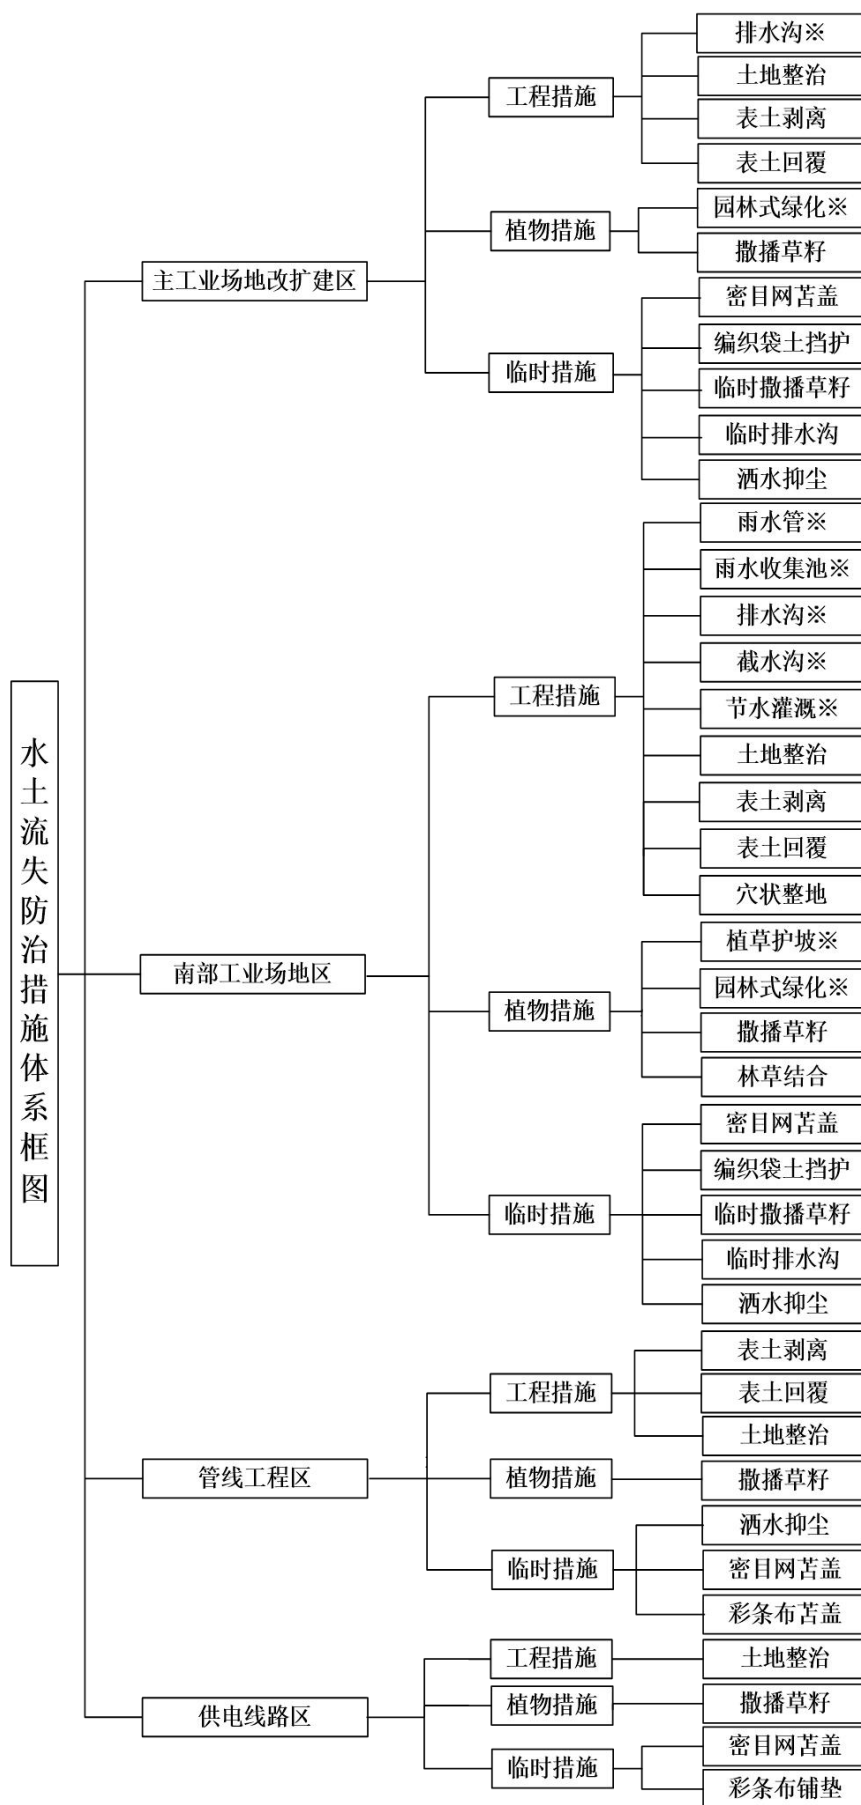 水土流失防治措施体系框图
主工业场地改扩建区
工程措施
排水沟※
土地整治
表土剥离
表土回覆
植物措施
园林式绿化※
撒播草籽
临时措施
密目网苫盖
编织袋土挡护
临时撒播草籽
临时排水沟
洒水抑尘
南部工业场地区
工程措施
雨水管※
雨水收集池※
排水沟※
截水沟※
节水灌溉※
土地整治
表土剥离
表土回覆
穴状整地
植物措施
植草护坡※
园林式绿化※
撒播草籽
林草结合
临时措施
密目网苫盖
编织袋土挡护
临时撒播草籽
临时排水沟
洒水抑尘
管线工程区
工程措施
表土剥离
表土回覆
土地整治
植物措施
撒播草籽
临时措施
洒水抑尘
密目网苫盖
彩条布苫盖
供电线路区
工程措施
土地整治
植物措施
撒播草籽
临时措施
密目网苫盖
彩条布铺垫